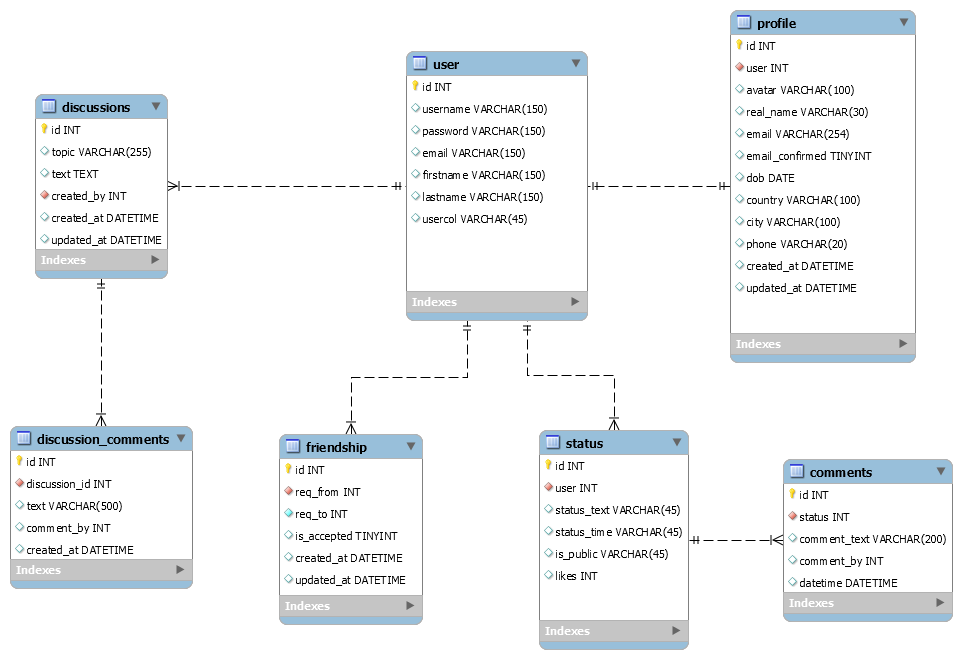 discussions
id INT
topic VARCHAR(255)
text TEXT
created_by INT
created_at DATETIME
updated_at DATETIME
Indexes
user
id INT
username VARCHAR(150)
password VARCHAR(150)
email VARCHAR(150)
firstname VARCHAR(150)
lastname VARCHAR(150)
usercol VARCHAR(45)
Indexes
profile
id INT
user INT
avatar VARCHAR(100)
real_name VARCHAR(30)
email VARCHAR(254)
email_confirmed TINYINT
dob DATE
country VARCHAR(100)
city VARCHAR(100)
phone VARCHAR(20)
created_at DATETIME
updated_at DATETIME
Indexes
discussion_comments
id INT
discussion_id INT
text VARCHAR(500)
comment_by INT
created_at DATETIME
Indexes
friendship
id INT
req_from INT
req_to INT
is_accepted TINYINT
created_at DATETIME
updated_at DATETIME
Indexes
status
id INT
user INT
status_text VARCHAR(45)
status_time VARCHAR(45)
is_public VARCHAR(45)
likes INT
Indexes
comments
id INT
status INT
comment_text VARCHAR(200)
comment_by INT
datetime DATETIME
Indexes